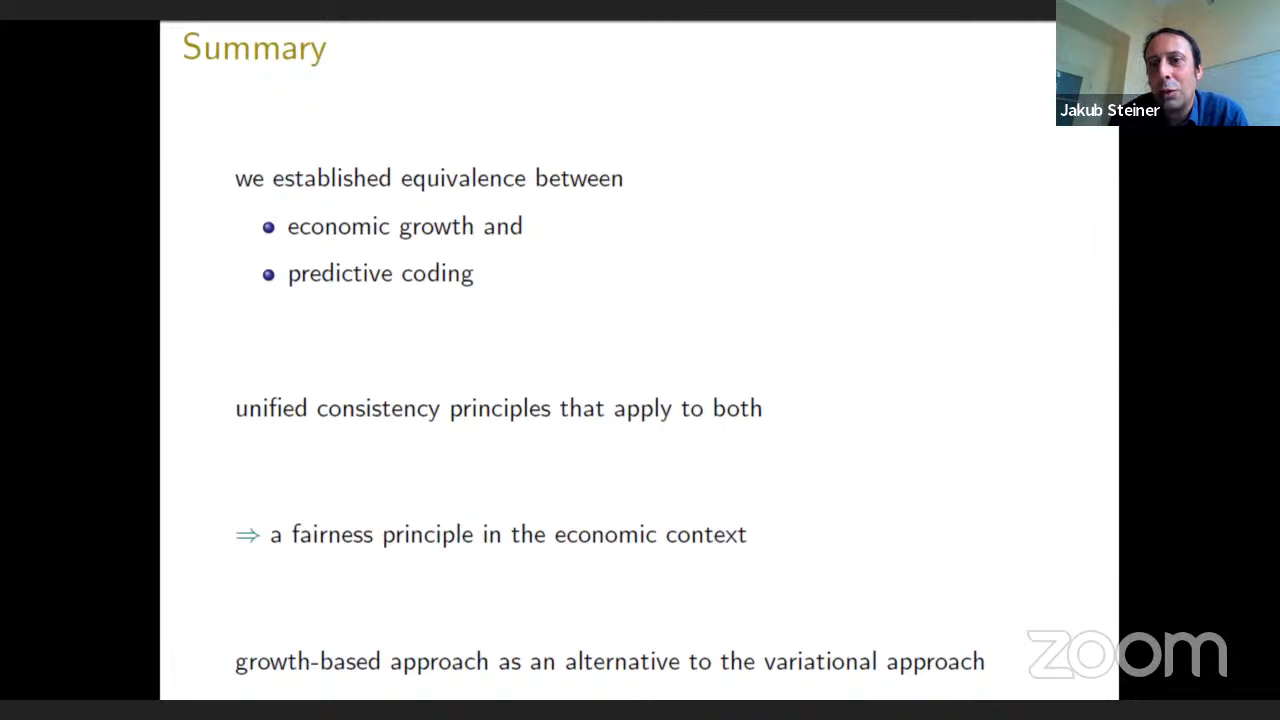 Summary
Jakub Steiner
we established equivalence between
economic growth and
predictive coding
unified consistency principles that apply to both
⇒ a fairness principle in the economic context
growth-based approach as an alternative to the variational approach
zoom